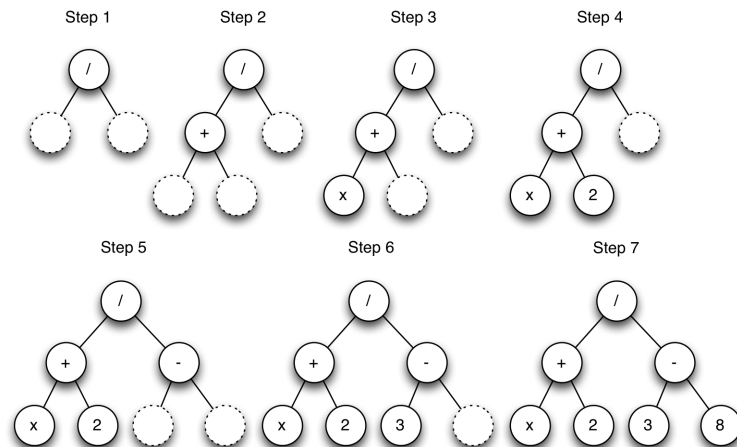 Step 1 Step 2 Step 3 Step 4
/ / / /
+ + +
x x 2
Step 5 Step 6 Step 7
/ / /
+ - + - + -
x 2 x 2 3 x 2 3 8